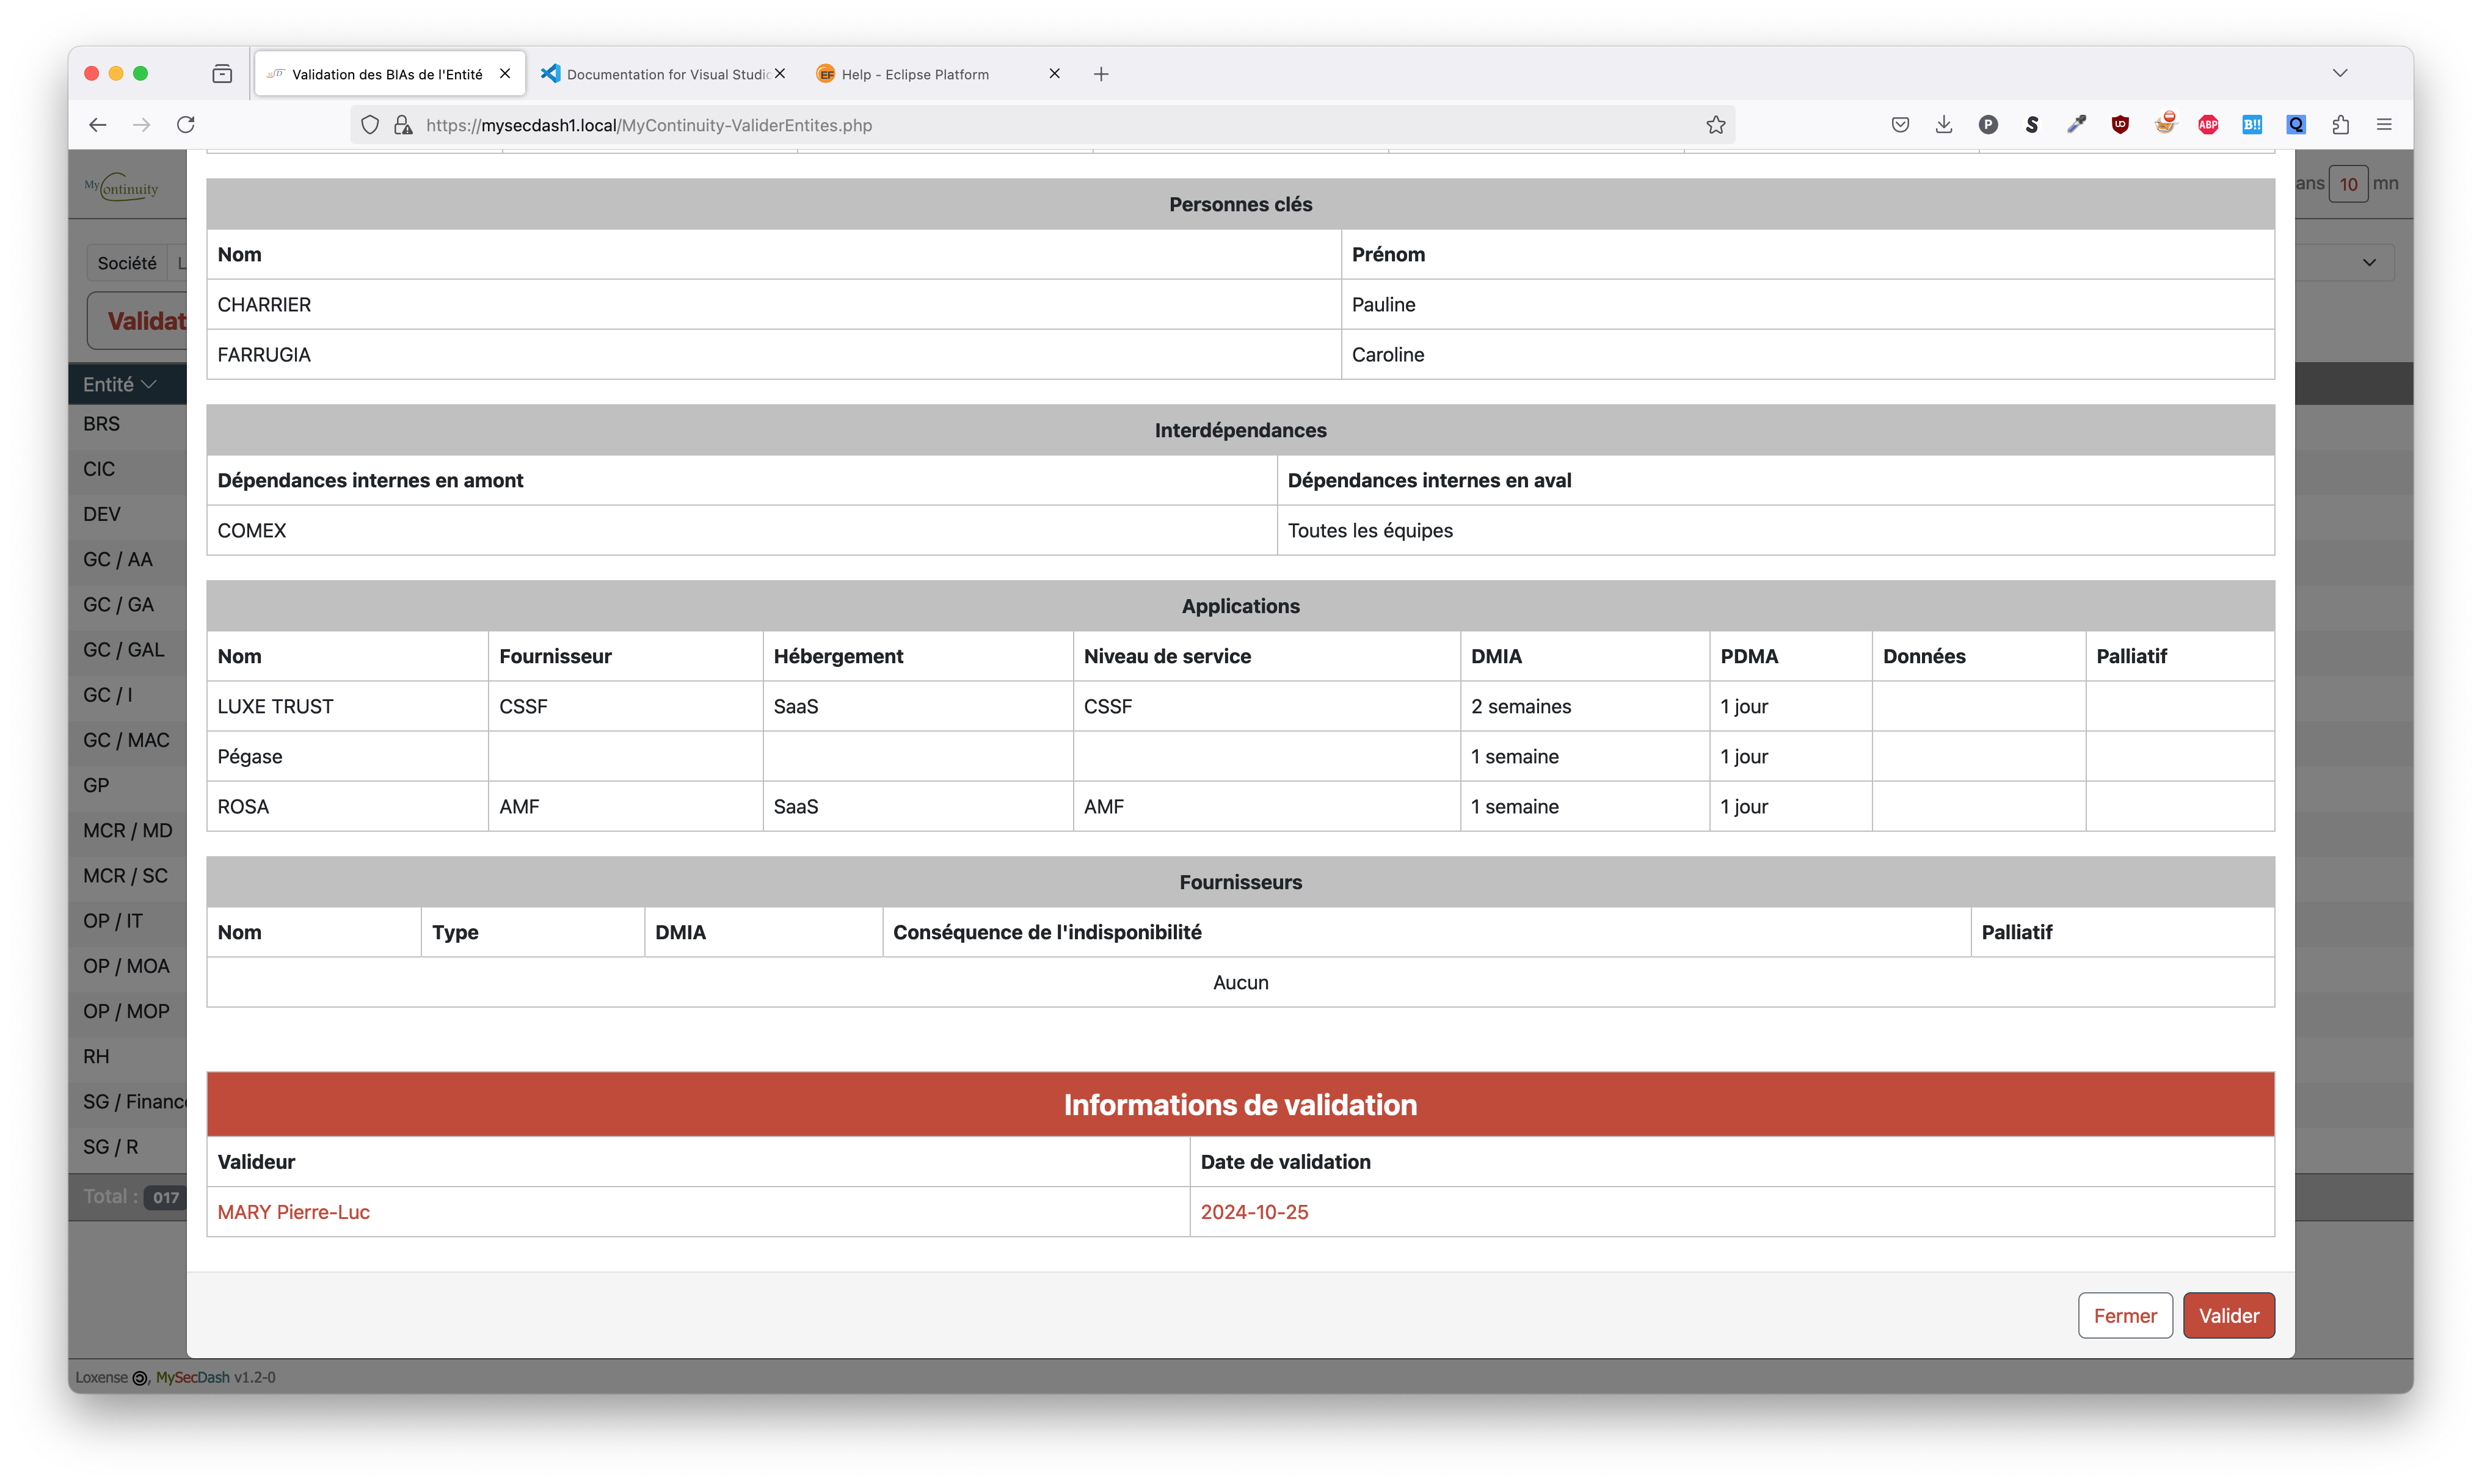 Validation des BIAs de l'Entité
Documentation for Visual Studi
Help - Eclipse Platform
https://mysecdash1.local/MyContinuity-ValiderEntites.php
MyContinuity
ans 10 mn
Société L
Validat
Entité
BRS
CIC
DEV
GC / AA
GC / GA
GC / GAL
GC / I
GC / MAC
GP
MCR / MD
MCR / SC
OP / IT
OP / MOA
OP / MOP
RH
SG / Finance
SG / R
Total : 017
Personnes clés
Nom Prénom
CHARRIER Pauline
FARRUGIA Caroline
Interdépendances
Dépendances internes en amont Dépendances internes en aval
COMEX Toutes les équipes
Applications
Nom Fournisseur Hébergement Niveau de service DMIA PDMA Données Palliatif
LUXE TRUST CSSF SaaS CSSF 2 semaines 1 jour
Pégase 1 semaine 1 jour
ROSA AMF SaaS AMF 1 semaine 1 jour
Fournisseurs
Nom Type DMIA Conséquence de l'indisponibilité Palliatif
Aucun
Informations de validation
Valideur Date de validation
MARY Pierre-Luc 2024-10-25
Fermer Valider
Loxense , MySecDash v1.2-0